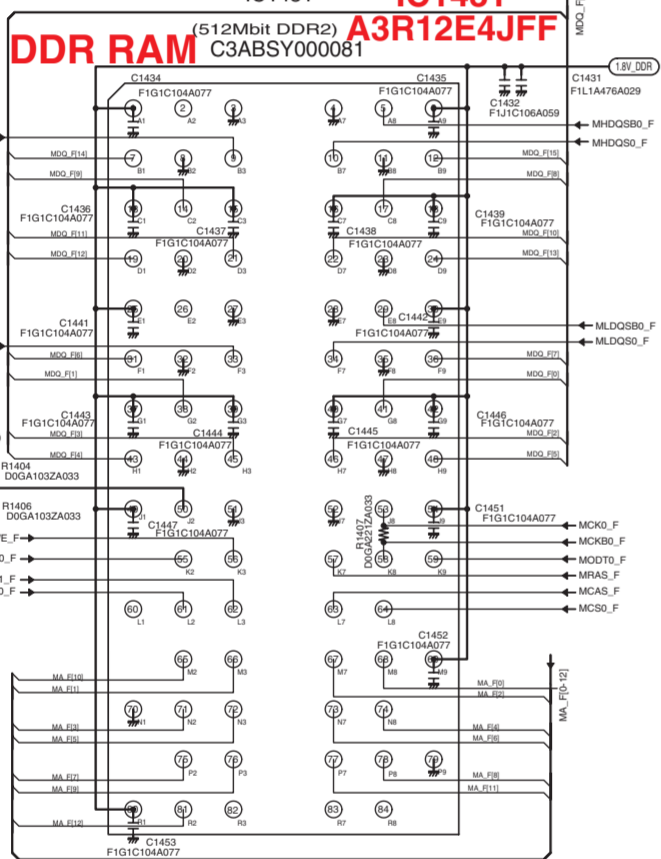 (512Mbit DDR2)
DDR RAM C3ABSY000081 A3R12E4JFF
MDQ_F[
1.8V_DDR
C1434
F1G1C104A077
C1435
F1G1C104A077
C1431
F1L1A476A029
C1432
F1J1C106A059
1 2 3 4 5 6
A1 A2 A3 A7 A8 A9
MHDQSB0_F
MHDQS0_F
MDQ_F[14]
MDQ_F[15]
7 8 9 10 11 12
B1 B2 B3 B7 B8 B9
MDQ_F[9]
MDQ_F[8]
C1436
F1G1C104A077
13 14 15 16 17 18
C1 C2 C3 C7 C8 C9
C1437
F1G1C104A077
C1438
F1G1C104A077
C1439
F1G1C104A077
MDQ_F[11]
MDQ_F[10]
MDQ_F[12]
MDQ_F[13]
19 20 21 22 23 24
D1 D2 D3 D7 D8 D9
25 26 27 28 29 30
E1 E2 E3 E7 E8 E9
C1441
F1G1C104A077
C1442
F1G1C104A077
MLDQSB0_F
MLDQS0_F
MDQ_F[6]
MDQ_F[7]
31 32 33 34 35 36
F1 F2 F3 F7 F8 F9
MDQ_F[1]
MDQ_F[0]
37 38 39 40 41 42
G1 G2 G3 G7 G8 G9
C1443
F1G1C104A077
C1444
F1G1C104A077
C1445
F1G1C104A077
C1446
F1G1C104A077
MDQ_F[3]
MDQ_F[2]
MDQ_F[4]
MDQ_F[5]
43 44 45 46 47 48
H1 H2 H3 H7 H8 H9
R1404
D0GA103ZA033
R1406
D0GA103ZA033
49 50 51 52 53 54
J1 J2 J3 J7 J8 J9
C1447
F1G1C104A077
R1407
D0GA221ZA033
C1451
F1G1C104A077
MCK0_F
MCKB0_F
E_F
0_F
MODT0_F
55 56 57 58 59
K2 K3 K7 K8 K9
MRAS_F
1_F
MCAS_F
0_F
MCS0_F
60 61 62 63 64
L1 L2 L3 L7 L8
C1452
F1G1C104A077
65 66 67 68 69
M2 M3 M7 M8 M9
MA_F[10]
MA_F[0]
MA_F[1]
MA_F[2]
MA_F[0-12]
70 71 72 73 74
N1 N2 N3 N7 N8
MA_F[3]
MA_F[4]
MA_F[5]
MA_F[6]
75 76 77 78 79
P2 P3 P7 P8 P9
MA_F[7]
MA_F[8]
MA_F[9]
MA_F[11]
80 81 82 83 84
R1 R2 R3 R7 R8
MA_F[12]
C1453
F1G1C104A077